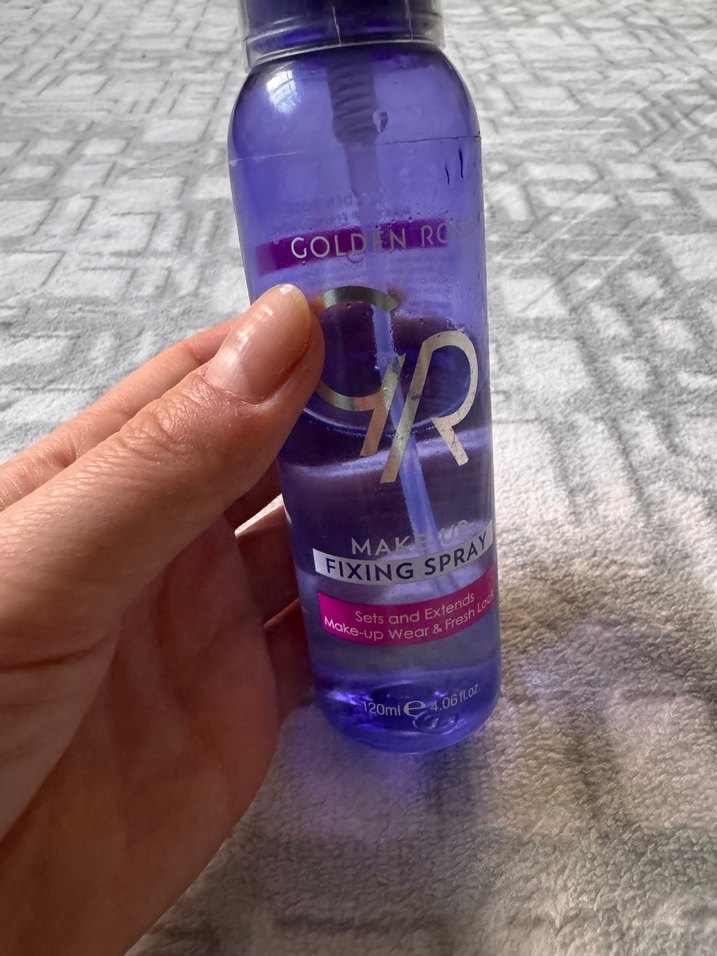 GOLDEN RO
GR
MAKE-UP
FIXING SPRAY
Sets and Extends
Make-up Wear & Fresh Look
120ml ℮ 4.06 fl.oz.